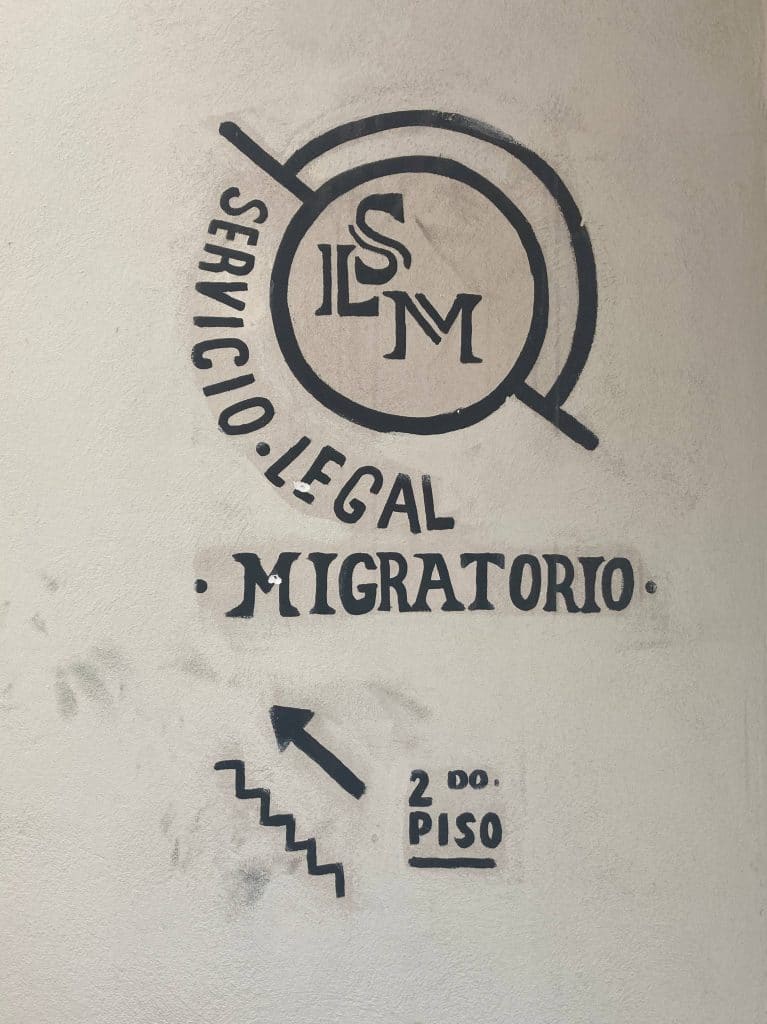 SLM
SERVICIO · LEGAL
· MIGRATORIO ·
2 DO.
PISO